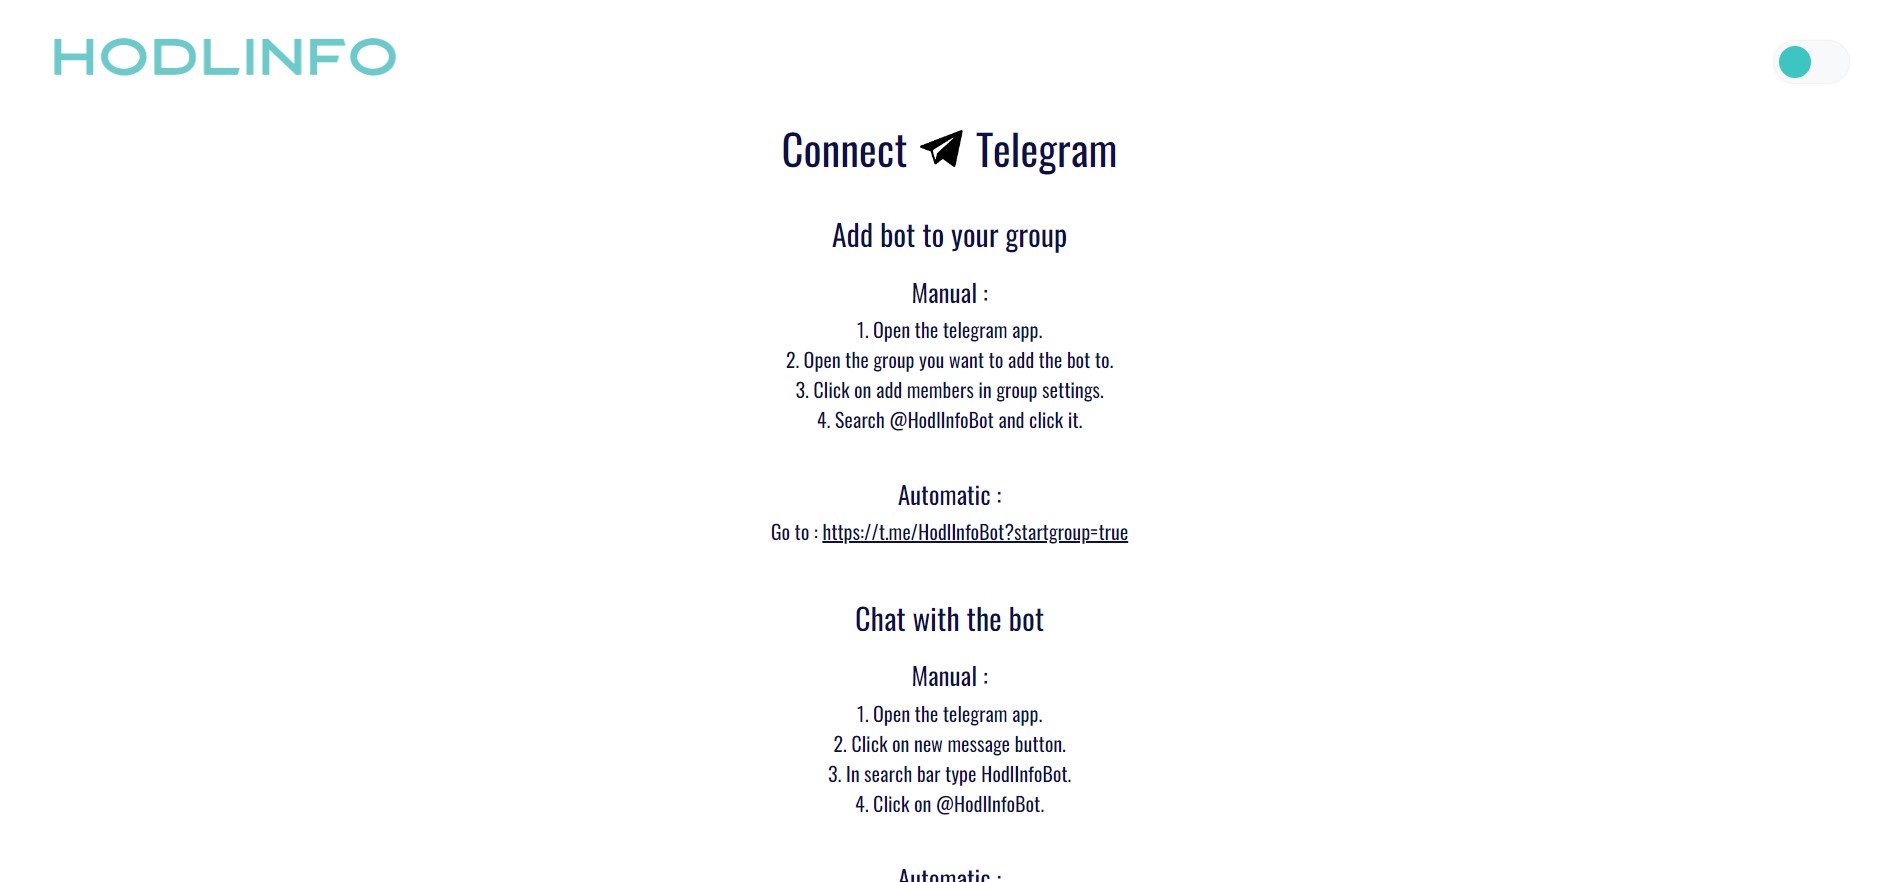 HODLINFO
Connect Telegram
Add bot to your group
Manual :
1. Open the telegram app.
2. Open the group you want to add the bot to.
3. Click on add members in group settings.
4. Search @HodlInfoBot and click it.
Automatic :
Go to : https://t.me/HodlInfoBot?startgroup=true
Chat with the bot
Manual :
1. Open the telegram app.
2. Click on new message button.
3. In search bar type HodlInfoBot.
4. Click on @HodlInfoBot.
Automatic :